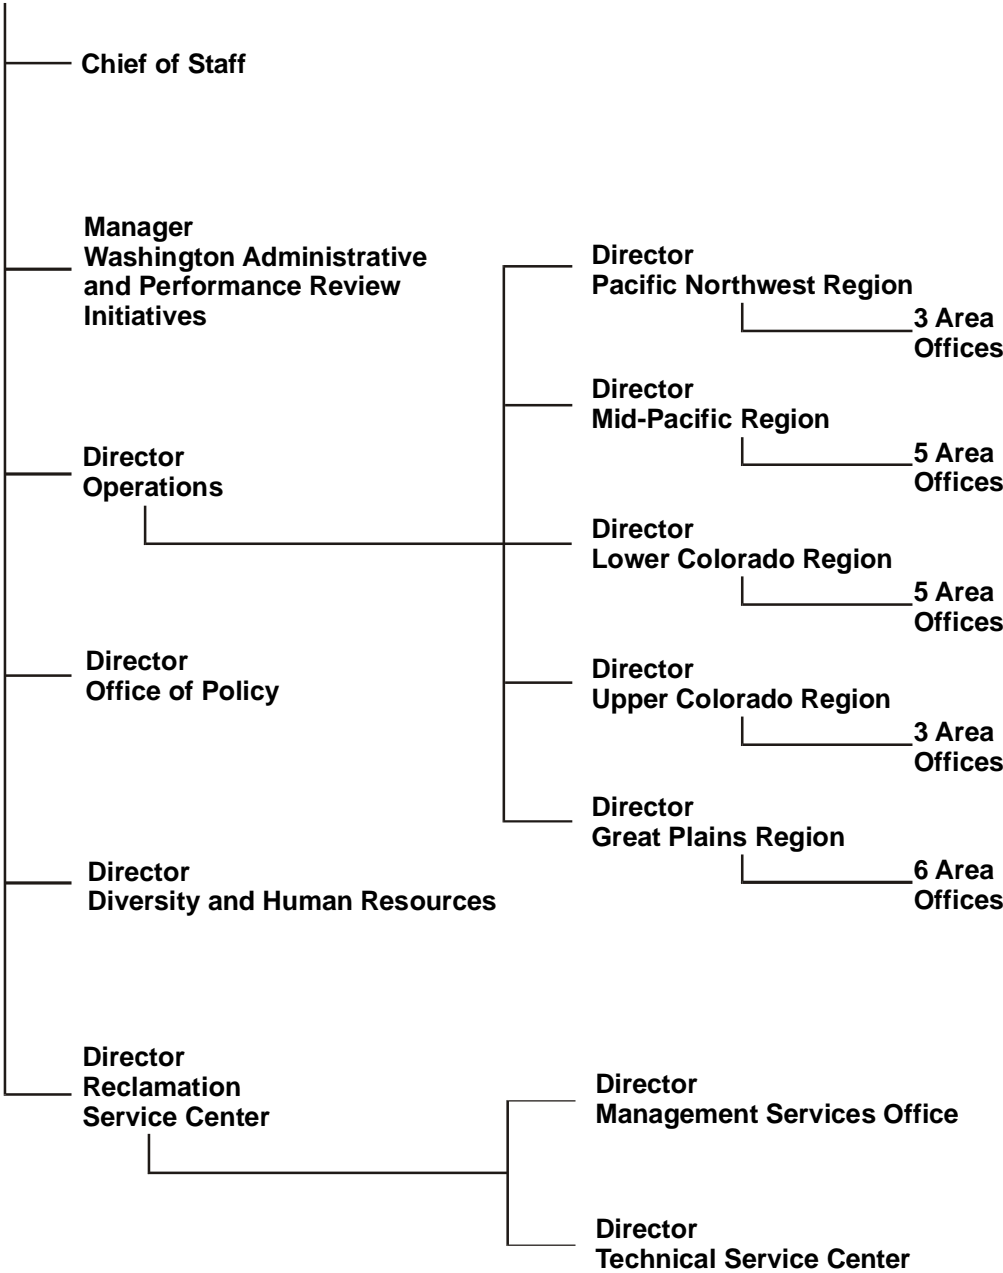 Chief of Staff
Manager
Washington Administrative
and Performance Review
Initiatives
Director
Operations
Director
Pacific Northwest Region
3 Area
Offices
Director
Mid-Pacific Region
5 Area
Offices
Director
Lower Colorado Region
5 Area
Offices
Director
Upper Colorado Region
3 Area
Offices
Director
Great Plains Region
6 Area
Offices
Director
Office of Policy
Director
Diversity and Human Resources
Director
Reclamation
Service Center
Director
Management Services Office
Director
Technical Service Center